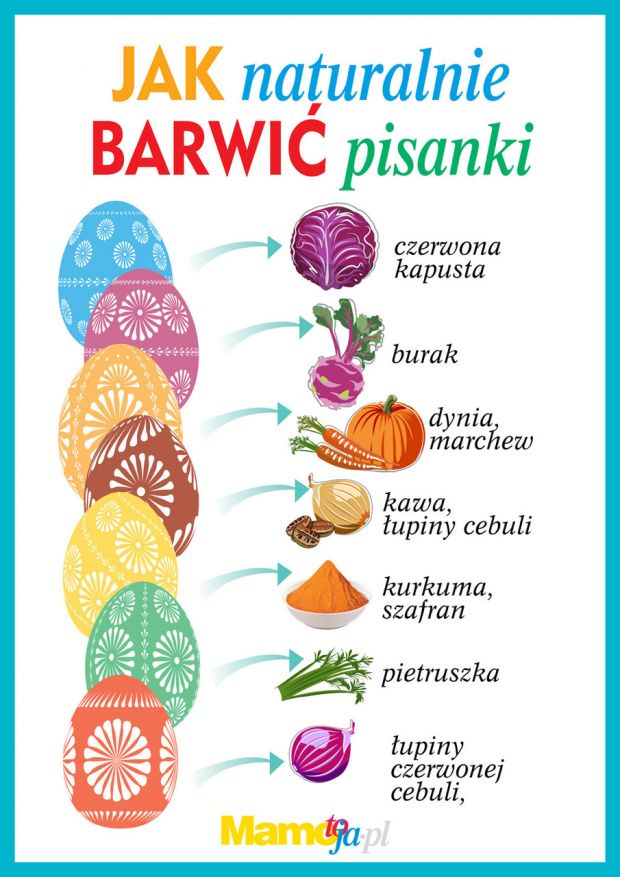 JAK naturalnie
BARWIĆ pisanki
czerwona
kapusta
burak
dynia,
marchew
kawa,
łupiny cebuli
kurkuma,
szafran
pietruszka
łupiny
czerwonej
cebuli,
Mamotoja.pl